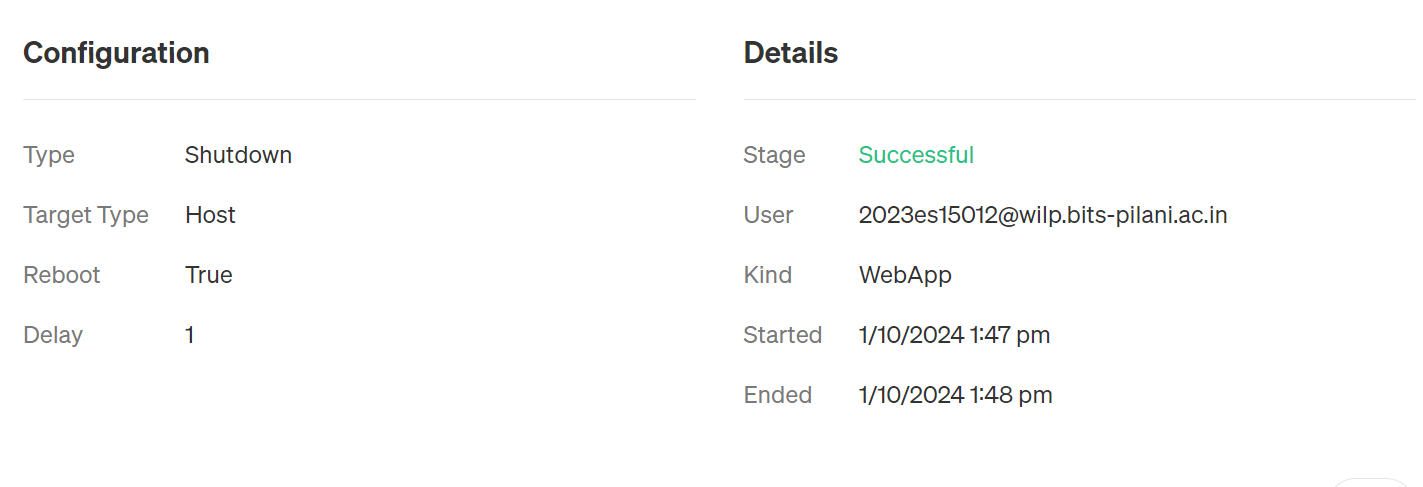 Configuration
Type Shutdown
Target Type Host
Reboot True
Delay 1
Details
Stage Successful
User 2023es15012@wilp.bits-pilani.ac.in
Kind WebApp
Started 1/10/2024 1:47 pm
Ended 1/10/2024 1:48 pm